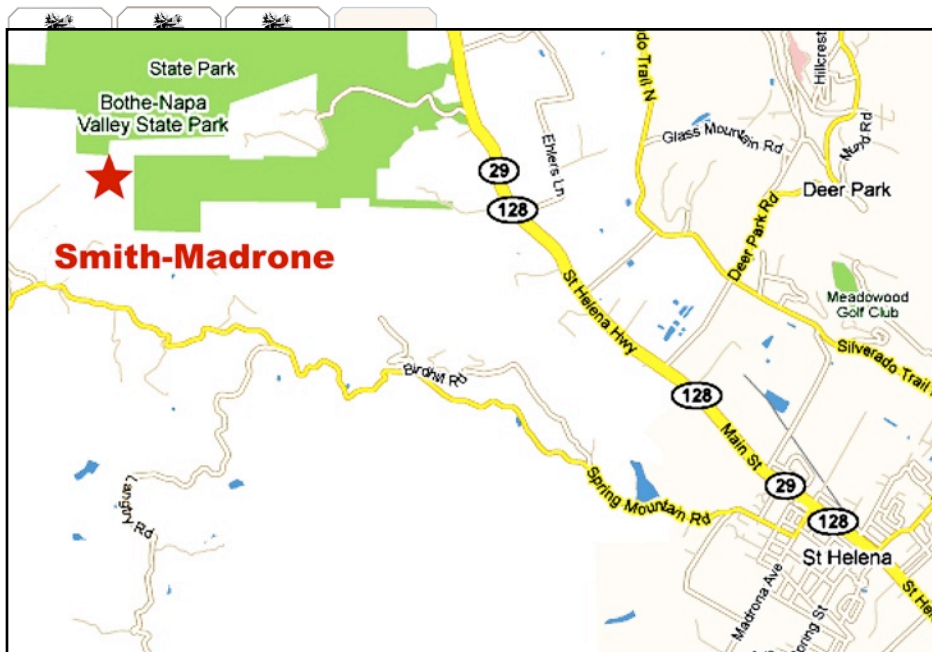 State Park
Bothe-Napa
Valley State Park
Smith-Madrone
29
128
Ehlers Ln
Trail N
Glass Mountain Rd
Hillcrest
Deer Park
Deer Park Rd
Meadowood
Golf Club
Silverado Trail
St Helena Hwy
128
Main St
29
128
St Helena
Spring Mountain Rd
Langtry Rd
Madrona Ave